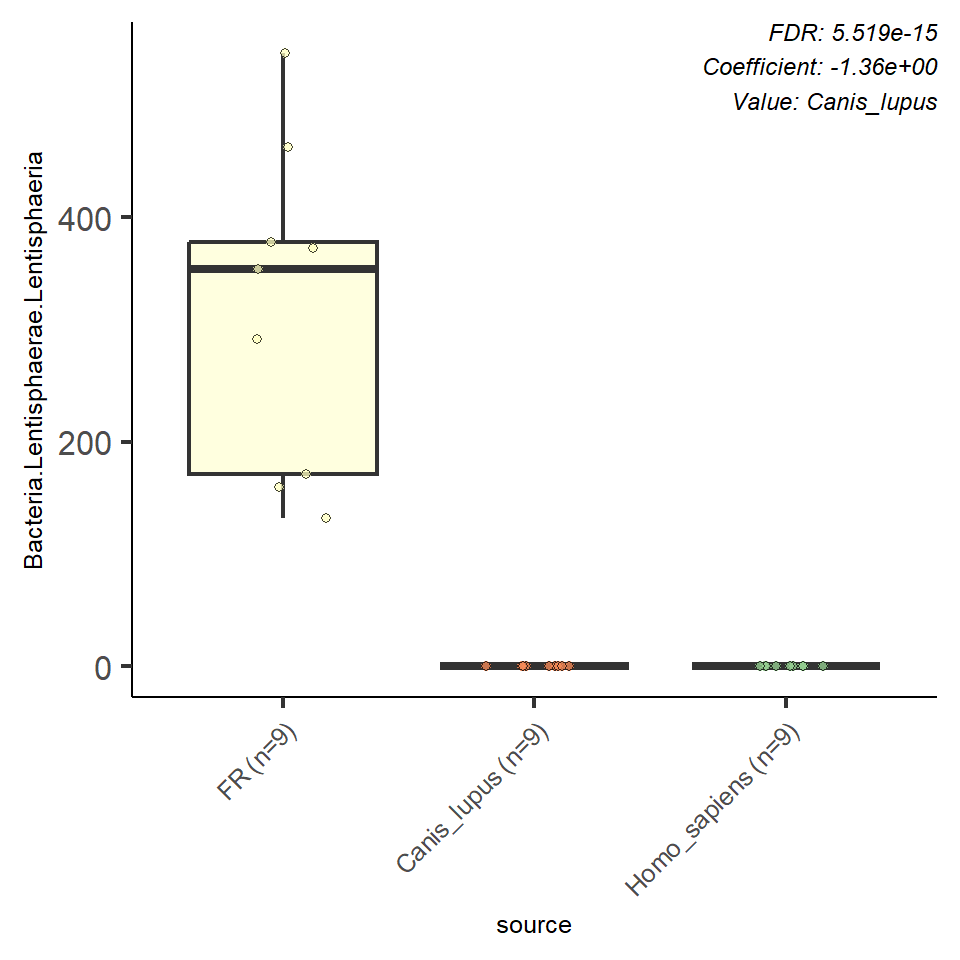 FDR: 5.519e-15
Coefficient: -1.36e+00
Value: Canis_lupus
Bacteria.Lentisphaerae.Lentisphaeria
400
200
0
FR (n=9)
Canis_lupus (n=9)
Homo_sapiens (n=9)
source